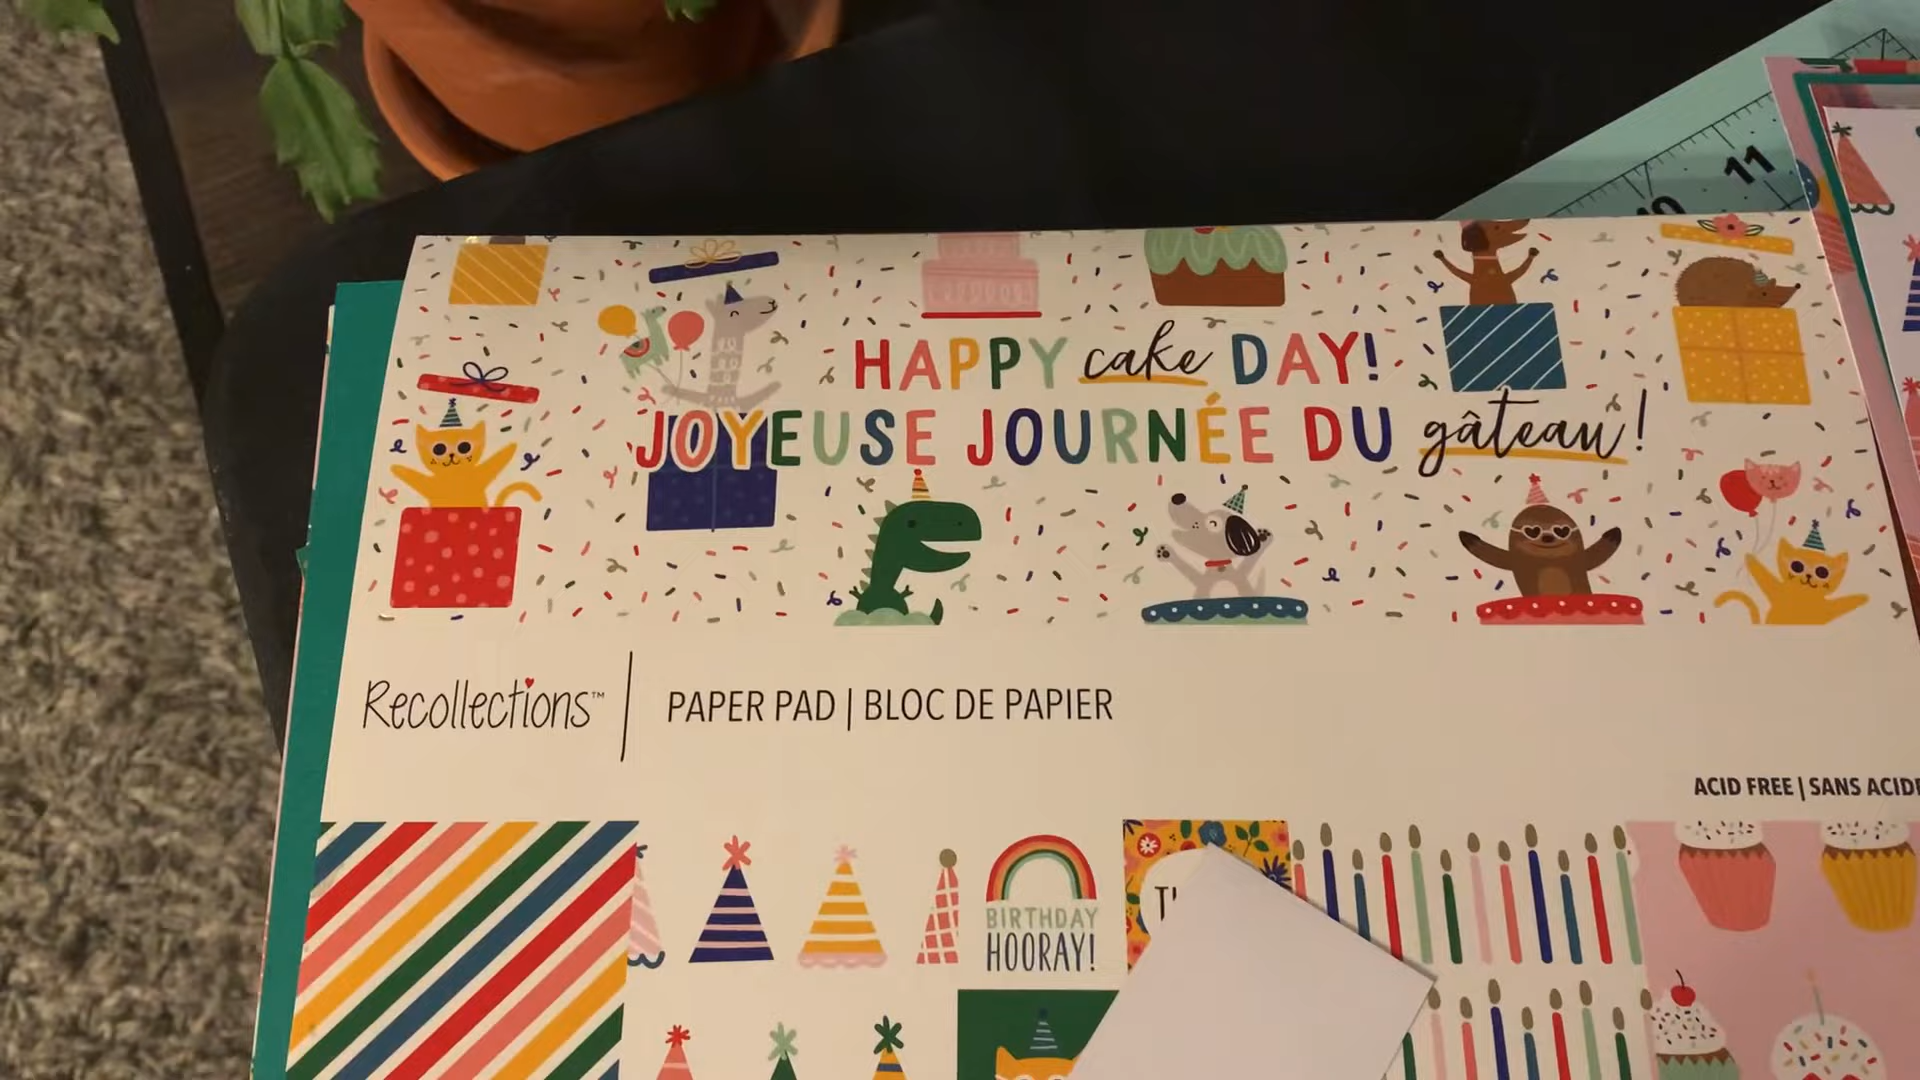 11
10
HAPPY cake DAY!
JOYEUSE JOURNÉE DU gâteau!
Recollections™
PAPER PAD | BLOC DE PAPIER
ACID FREE | SANS ACIDE
BIRTHDAY
HOORAY!